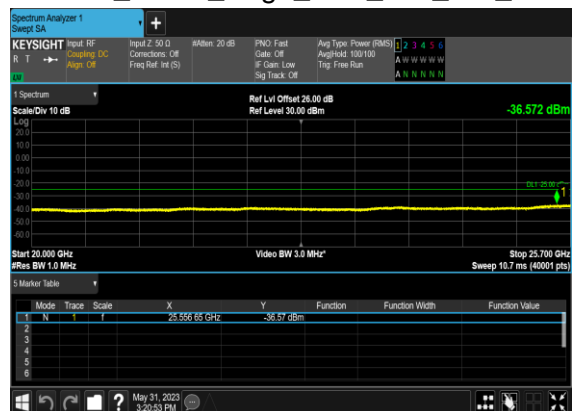 Spectrum Analyzer 1
Swept SA
+
KEYSIGHT Input: RF Input Z: 50 Ω #Atten: 20 dB PNO: Fast Avg Type: Power (RMS) 1 2 3 4 5 6
R T Coupling: DC Corrections: Off Gate: Off Avg|Hold: 100/100 A W W W W W
Align: Off Freq Ref: Int (S) IF Gain: Low Trig: Free Run
Sig Track: Off A N N N N N
1 Spectrum
Ref Lvl Offset 26.00 dB
Scale/Div 10 dB Ref Level 30.00 dBm -36.572 dBm
Log
20.0
10.0
0.00
-10.0
-20.0
DL1 -25.00
-30.0
1
-40.0
-50.0
-60.0
Start 20.000 GHz Video BW 3.0 MHz* Stop 25.700 GHz
#Res BW 1.0 MHz Sweep 10.7 ms (40001 pts)
5 Marker Table
Mode Trace Scale X Y Function Function Width Function Value
1 N 1 f 25.556 65 GHz -36.57 dBm
2
3
4
5
6
? May 31, 2023
3:20:53 PM